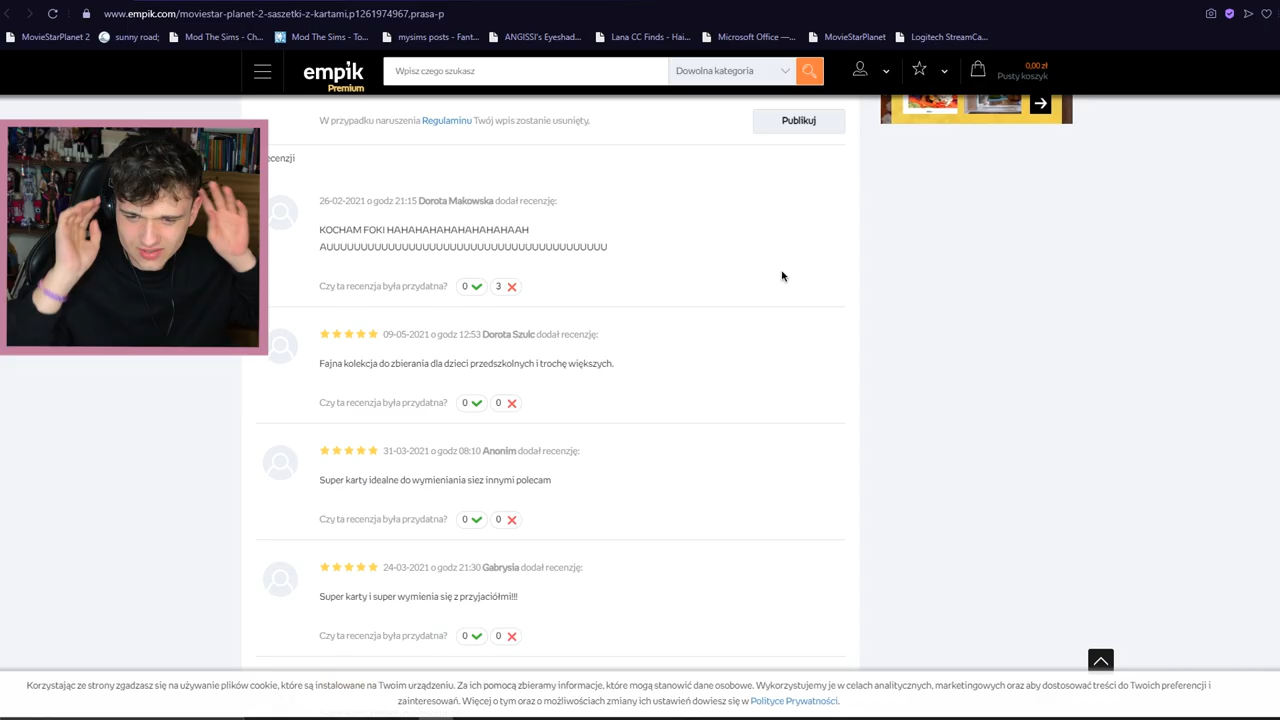 www.empik.com/moviestar-planet-2-saszetki-z-kartami,p1261974967,prasa-p
MovieStarPlanet 2
sunny road;
Mod The Sims - Ch...
Mod The Sims - To...
mysims posts - Fant...
ANGISSI's Eyeshad...
Lana CC Finds - Hai...
Microsoft Office —...
MovieStarPlanet
Logitech StreamCa...
empik
Premium
Wpisz czego szukasz
Dowolna kategoria
0,00 zł
Pusty koszyk
W przypadku naruszenia Regulaminu Twój wpis zostanie usunięty.
Publikuj
ecenzji
26-02-2021 o godz 21:15 Dorota Makowska dodał recenzję:
KOCHAM FOKI HAHAHAHAHAHAHAHAHAAH
AUUUUUUUUUUUUUUUUUUUUUUUUUUUUUUUUUUUUUUU
Czy ta recenzja była przydatna? 0 3
09-05-2021 o godz 12:53 Dorota Szulc dodał recenzję:
Fajna kolekcja do zbierania dla dzieci przedszkolnych i trochę większych.
Czy ta recenzja była przydatna? 0 0
31-03-2021 o godz 08:10 Anonim dodał recenzję:
Super karty idealne do wymieniania siez innymi polecam
Czy ta recenzja była przydatna? 0 0
24-03-2021 o godz 21:30 Gabrysia dodał recenzję:
Super karty i super wymienia się z przyjaciółmi!!!
Czy ta recenzja była przydatna? 0 0
Korzystając ze strony zgadzasz się na używanie plików cookie, które są instalowane na Twoim urządzeniu. Za ich pomocą zbieramy informacje, które mogą stanowić dane osobowe. Wykorzystujemy je w celach analitycznych, marketingowych oraz aby dostosować treści do Twoich preferencji i
zainteresowań. Więcej o tym oraz o możliwościach zmiany ich ustawień dowiesz się w Polityce Prywatności.